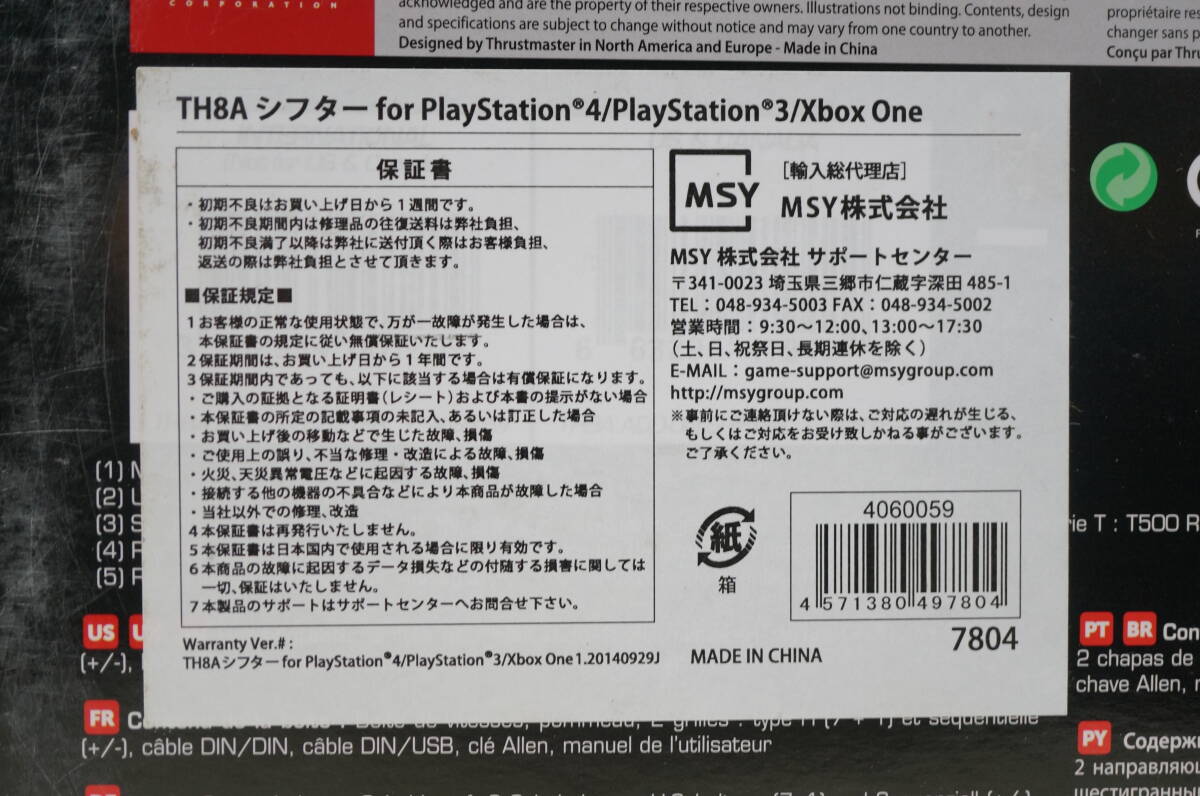 CORPORATION
acknowledged and are the property of their respective owners. Illustrations not binding. Contents, design
and specifications are subject to change without notice and may vary from one country to another.
Designed by Thrustmaster in North America and Europe - Made in China
propriétaire
changer sans
Conçu par
TH8A シフター for PlayStation®4/PlayStation®3/Xbox One
保証書
・初期不良はお買い上げ日から1週間です。
・初期不良期間内は修理品の往復送料は弊社負担、
初期不良満了以降は弊社に送付頂く際はお客様負担、
返送の際は弊社負担とさせて頂きます。
■保証規定■
1お客様の正常な使用状態で、万が一故障が発生した場合は、
本保証書の規定に従い無償保証いたします。
2保証期間は、お買い上げ日から1年間です。
3保証期間内であっても、以下に該当する場合は有償保証になります。
・ご購入の証拠となる証明書(レシート)および本書の提示がない場合
・本保証書の所定の記載事項の未記入、あるいは訂正した場合
・お買い上げ後の移動などで生じた故障、損傷
・ご使用上の誤り、不当な修理・改造による故障、損傷
・火災、天災異常電圧などに起因する故障、損傷
・接続する他の機器の不具合などにより本商品が故障した場合
・当社以外での修理、改造
4本保証書は再発行いたしません。
5本保証書は日本国内で使用される場合に限り有効です。
6本商品の故障に起因するデータ損失などの付随する損害に関しては
一切、保証はいたしません。
7本製品のサポートはサポートセンターへお問合せ下さい。
Warranty Ver.# :
TH8Aシフター for PlayStation®4/PlayStation®3/Xbox One 1.20140929J
MSY
[輸入総代理店]
MSY株式会社
MSY 株式会社 サポートセンター
〒341-0023 埼玉県三郷市仁蔵字深田 485-1
TEL : 048-934-5003 FAX : 048-934-5002
営業時間 : 9:30〜12:00、13:00〜17:30
(土、日、祝祭日、長期連休を除く)
E-MAIL : game-support@msygroup.com
http://msygroup.com
※事前にご連絡頂けない際は、ご対応の遅れが生じる、
もしくはご対応をお受け致しかねる事がございます。
ご了承ください。
紙
箱
4060059
4 571380 497804
7804
MADE IN CHINA
(1)
(2)
(3)
(4)
(5)
T : T500
US
(+/-),
FR
Contenu de la boîte : Boîte de vitesses, pommeau, 2 grilles : type H (7 + 1) et séquentielle
(+/-), câble DIN/DIN, câble DIN/USB, clé Allen, manuel de l'utilisateur
PT BR
2 chapas de
chave Allen,
РУ
2